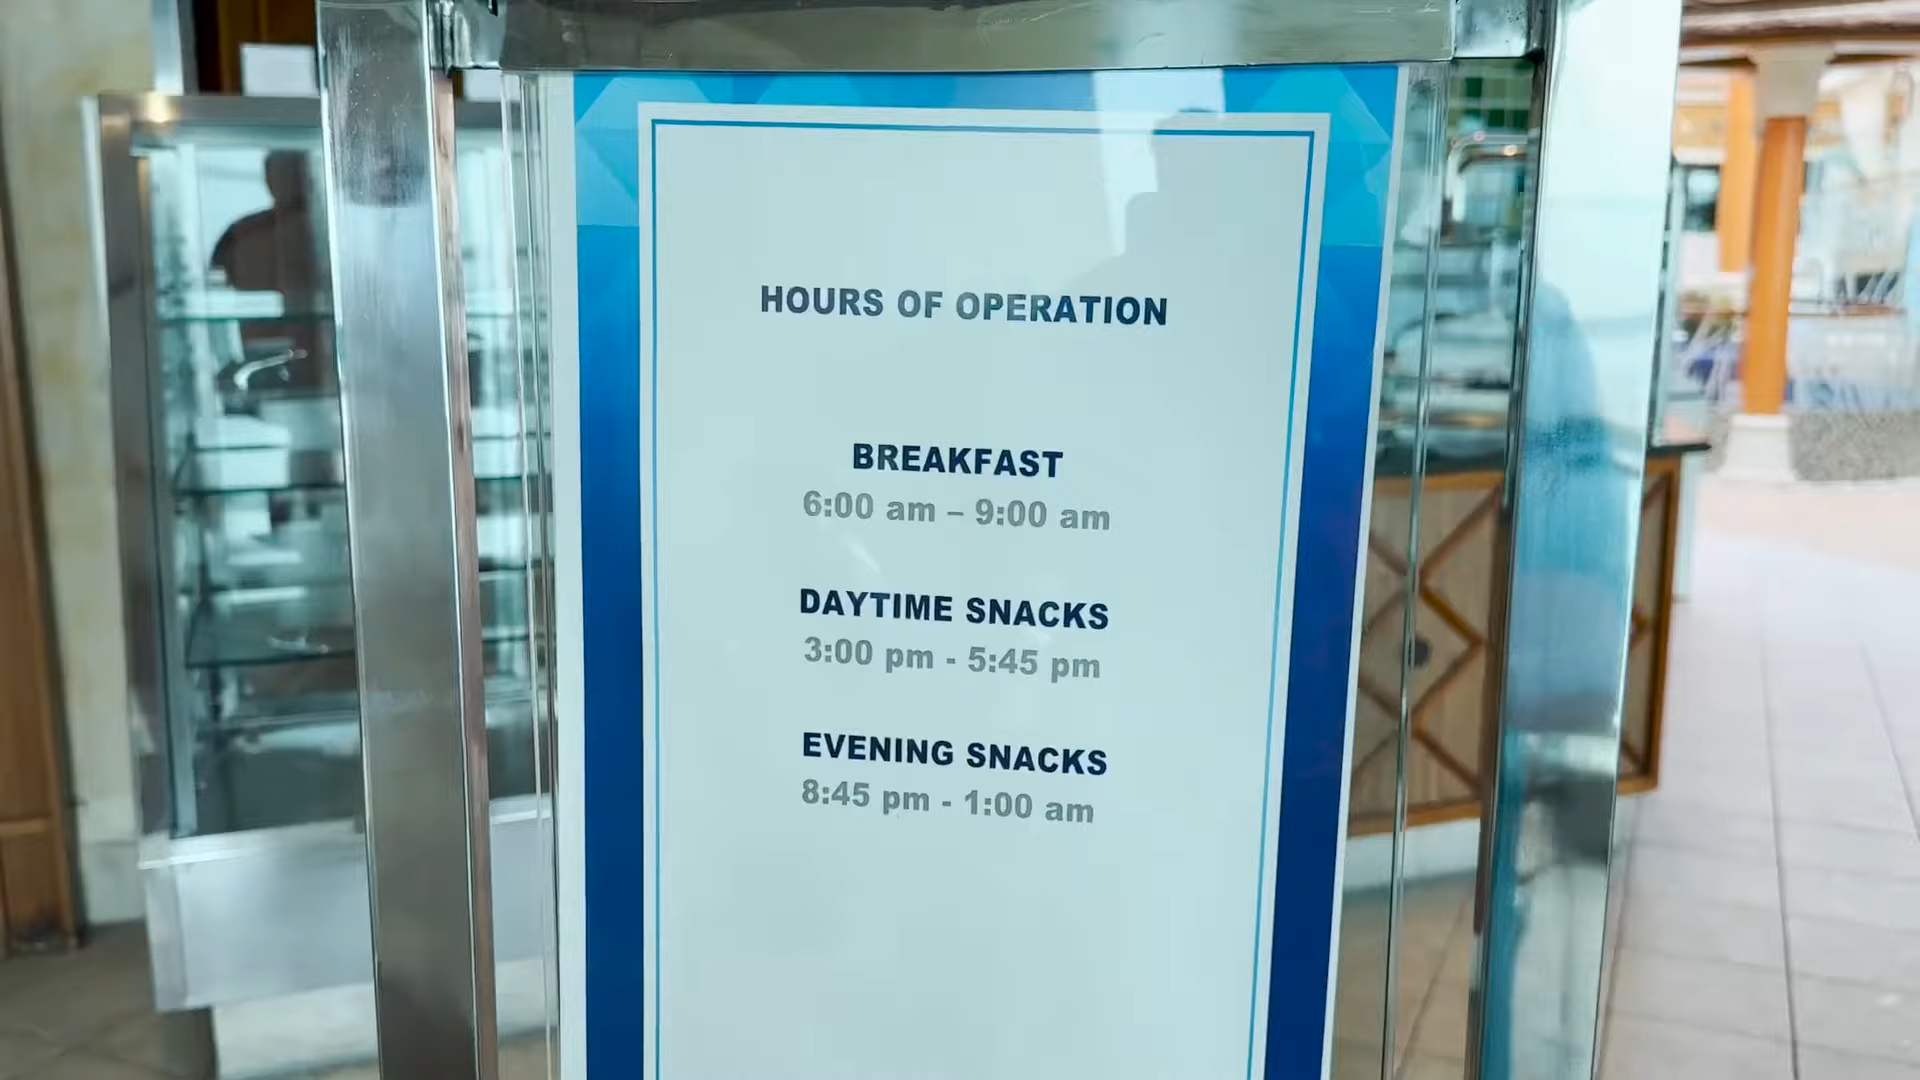 HOURS OF OPERATION
BREAKFAST
6:00 am – 9:00 am
DAYTIME SNACKS
3:00 pm - 5:45 pm
EVENING SNACKS
8:45 pm - 1:00 am